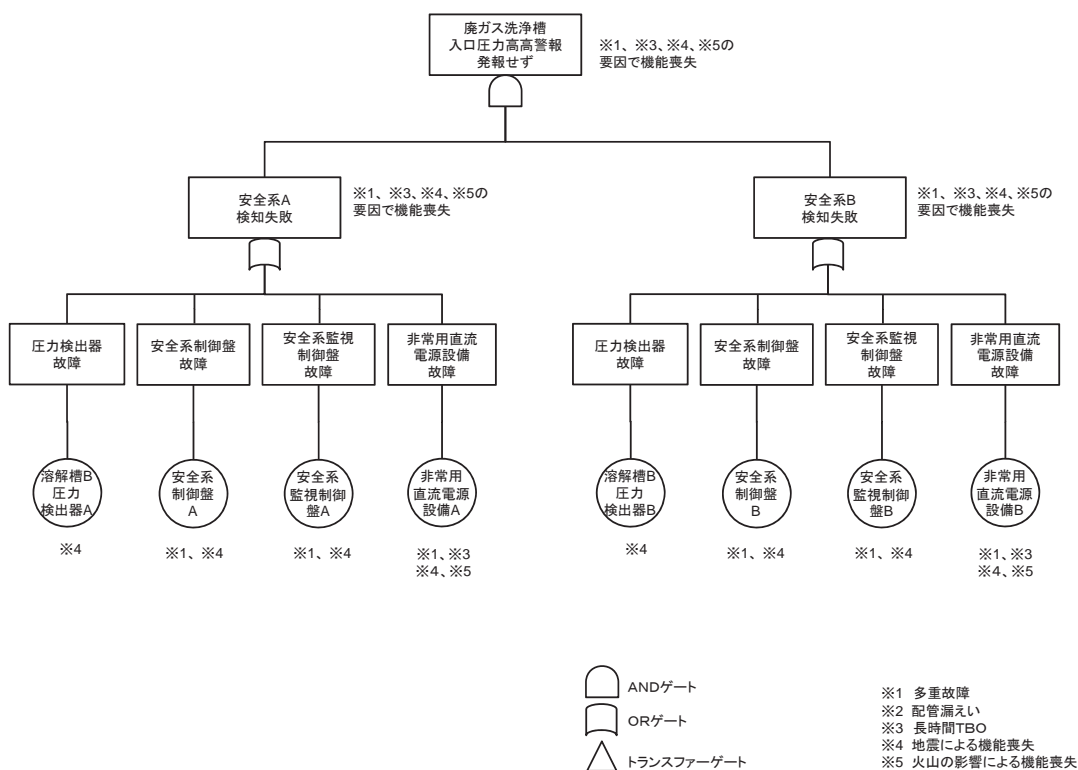 廃ガス洗浄槽
入口圧力高高警報
発報せず
※1、※3、※4、※5の
要因で機能喪失
安全系A
検知失敗
※1、※3、※4、※5の
要因で機能喪失
安全系B
検知失敗
※1、※3、※4、※5の
要因で機能喪失
圧力検出器
故障
安全系制御盤
故障
安全系監視
制御盤
故障
非常用直流
電源設備
故障
圧力検出器
故障
安全系制御盤
故障
安全系監視
制御盤
故障
非常用直流
電源設備
故障
溶解槽B
圧力
検出器A
安全系
制御盤
A
安全系
監視制御
盤A
非常用
直流電源
設備A
溶解槽B
圧力
検出器B
安全系
制御盤
B
安全系
監視制御
盤B
非常用
直流電源
設備B
※4
※1、※4
※1、※4
※1、※3
※4、※5
※4
※1、※4
※1、※4
※1、※3
※4、※5
ANDゲート
ORゲート
トランスファーゲート
※1 多重故障
※2 配管漏えい
※3 長時間TBO
※4 地震による機能喪失
※5 火山の影響による機能喪失